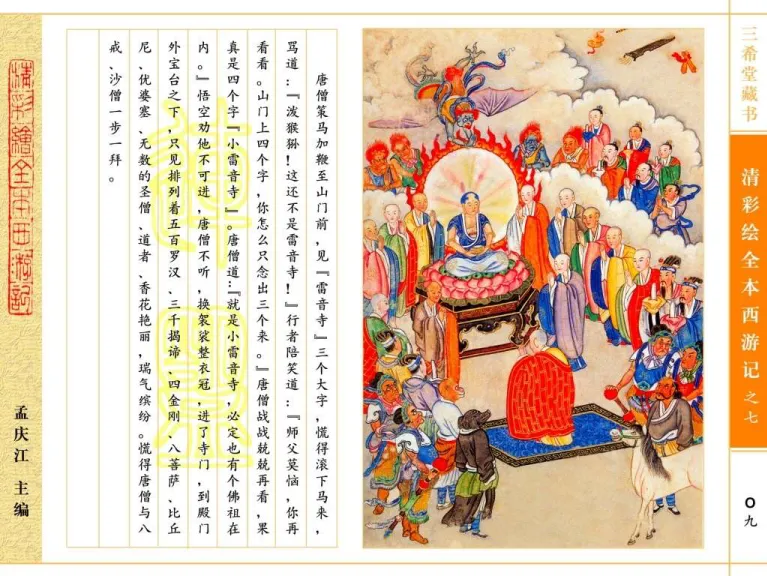 唐僧策马加鞭至山门前，见『雷音寺』三个大字，慌得滚下马来，
骂道：『泼猴狲！这还不是雷音寺！』行者陪笑道：『师父莫恼，你再
看看。山门上四个字，你怎么只念出三个来。』唐僧战战兢兢再看，果
真是四个字『小雷音寺』。唐僧道：『就是小雷音寺，必定也有个佛祖在
内。』悟空劝他不可进，唐僧不听，换袈裟整衣冠，进了寺门，到殿门
外宝台之下，只见排列着五百罗汉、三千揭谛、四金刚、八菩萨、比丘
尼、优婆塞、无数的圣僧、道者、香花艳丽，瑞气缤纷。慌得唐僧与八
戒、沙僧一步一拜。
清彩绘全本西游记
孟庆江 主编
三希堂藏书
清彩绘全本西游记之七
〇九